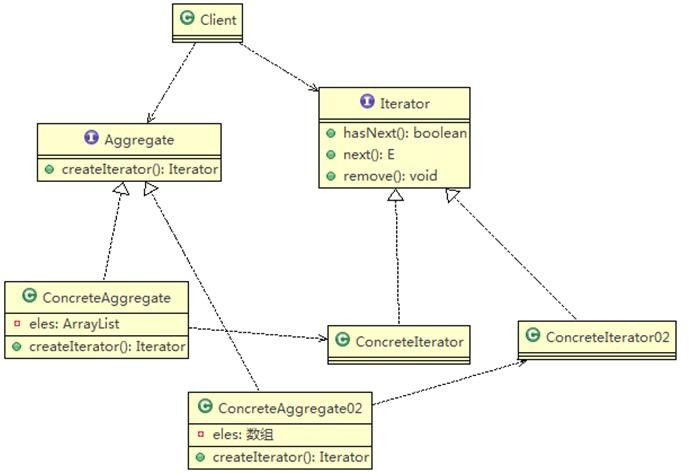 Client
Iterator
hasNext(): boolean
next(): E
remove(): void
Aggregate
createIterator(): Iterator
ConcreteAggregate
eles: ArrayList
createIterator(): Iterator
ConcreteIterator
ConcreteIterator02
ConcreteAggregate02
eles: 数组
createIterator(): Iterator